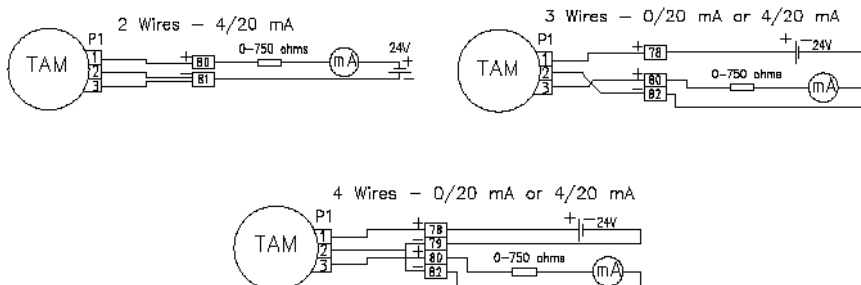 2 Wires - 4/20 mA
P1
TAM
1
2
3
+ 80
- 81
0-750 ohms
mA
24V
+
-
3 Wires - 0/20 mA or 4/20 mA
P1
TAM
1
2
3
+ 78
+ 80
- 82
+ - 24V
0-750 ohms
mA
4 Wires - 0/20 mA or 4/20 mA
P1
TAM
1
2
3
+ 78
- 79
+ 80
- 82
+ - 24V
0-750 ohms
mA